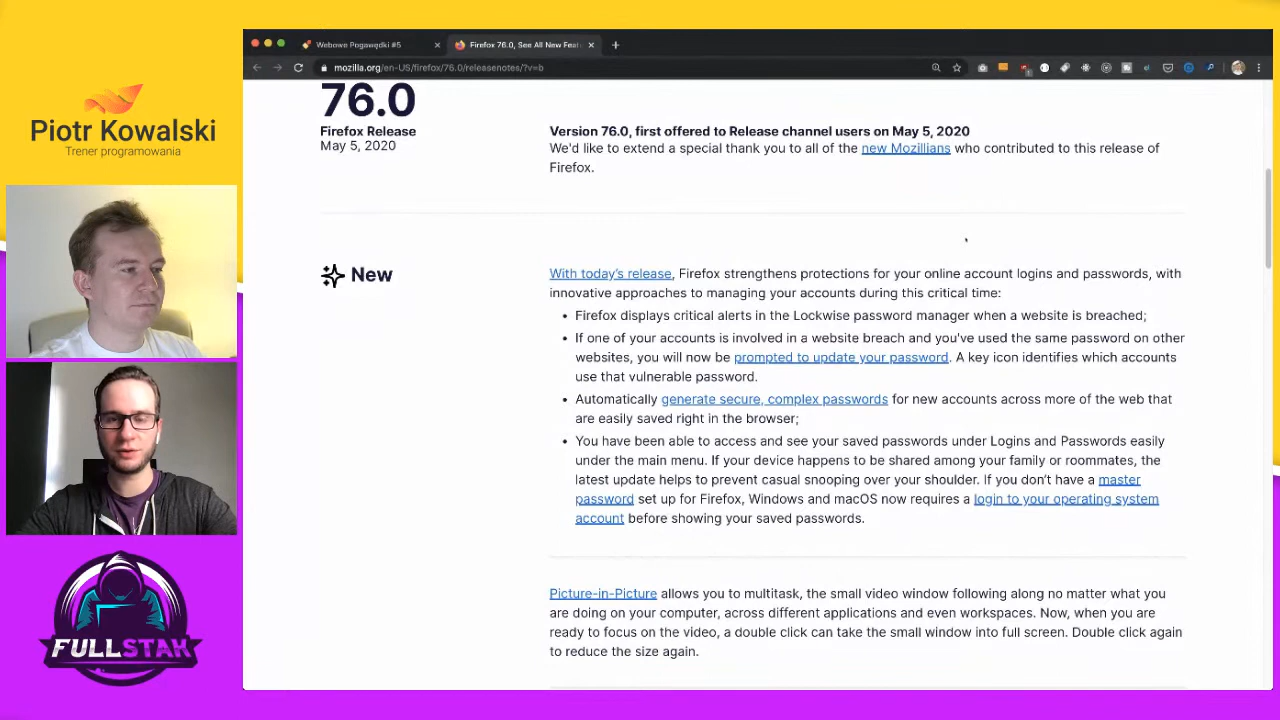 Piotr Kowalski
Trener programowania
FULLSTAK
Webowe Pogawędki #5
Firefox 76.0, See All New Feat
mozilla.org/en-US/firefox/76.0/releasenotes/?v=b
76.0
Firefox Release
May 5, 2020
Version 76.0, first offered to Release channel users on May 5, 2020
We'd like to extend a special thank you to all of the new Mozillians who contributed to this release of
Firefox.
New
With today's release, Firefox strengthens protections for your online account logins and passwords, with
innovative approaches to managing your accounts during this critical time:
• Firefox displays critical alerts in the Lockwise password manager when a website is breached;
• If one of your accounts is involved in a website breach and you've used the same password on other
websites, you will now be prompted to update your password. A key icon identifies which accounts
use that vulnerable password.
• Automatically generate secure, complex passwords for new accounts across more of the web that
are easily saved right in the browser;
• You have been able to access and see your saved passwords under Logins and Passwords easily
under the main menu. If your device happens to be shared among your family or roommates, the
latest update helps to prevent casual snooping over your shoulder. If you don't have a master
password set up for Firefox, Windows and macOS now requires a login to your operating system
account before showing your saved passwords.
Picture-in-Picture allows you to multitask, the small video window following along no matter what you
are doing on your computer, across different applications and even workspaces. Now, when you are
ready to focus on the video, a double click can take the small window into full screen. Double click again
to reduce the size again.